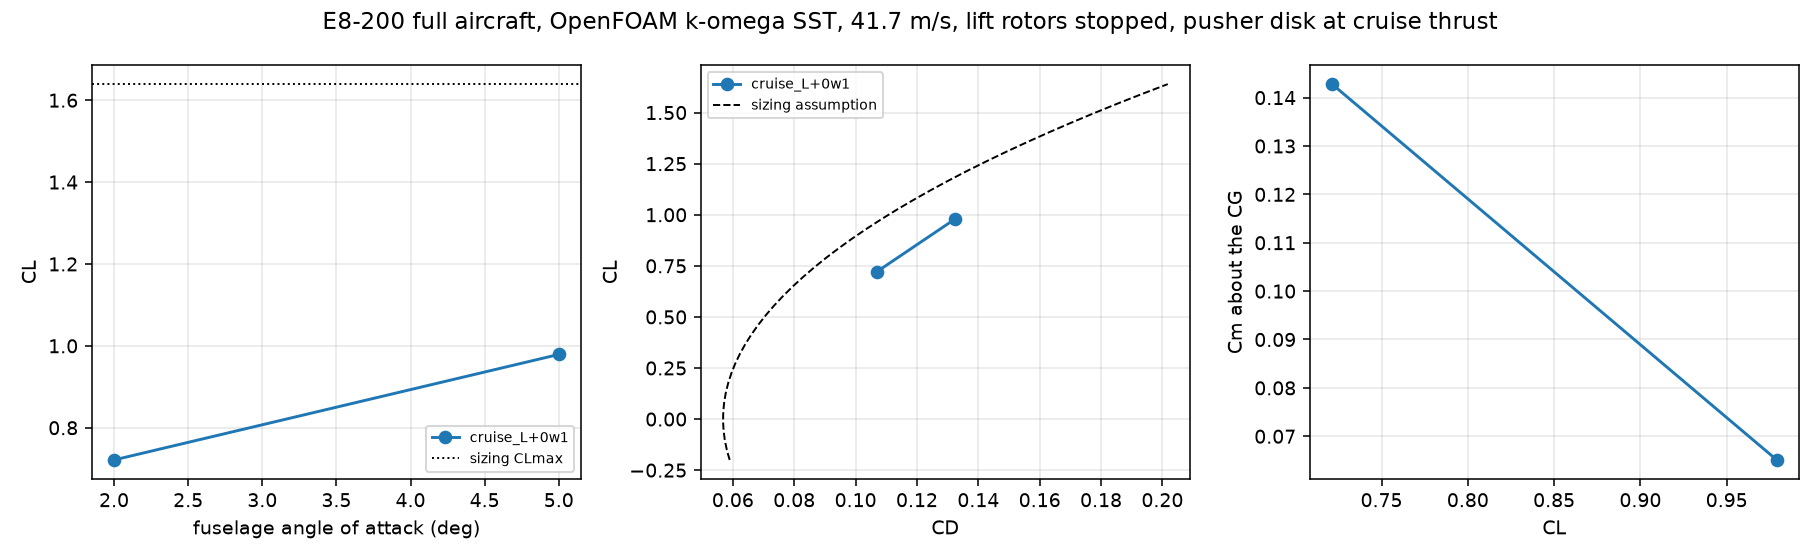 E8-200 full aircraft, OpenFOAM k-omega SST, 41.7 m/s, lift rotors stopped, pusher disk at cruise thrust
CL
1.6
1.4
1.2
1.0
0.8
cruise_L+0w1
sizing CLmax
2.0 2.5 3.0 3.5 4.0 4.5 5.0
fuselage angle of attack (deg)
CL
cruise_L+0w1
sizing assumption
1.50
1.25
1.00
0.75
0.50
0.25
0.00
−0.25
0.06 0.08 0.10 0.12 0.14 0.16 0.18 0.20
CD
Cm about the CG
0.14
0.13
0.12
0.11
0.10
0.09
0.08
0.07
0.75 0.80 0.85 0.90 0.95
CL